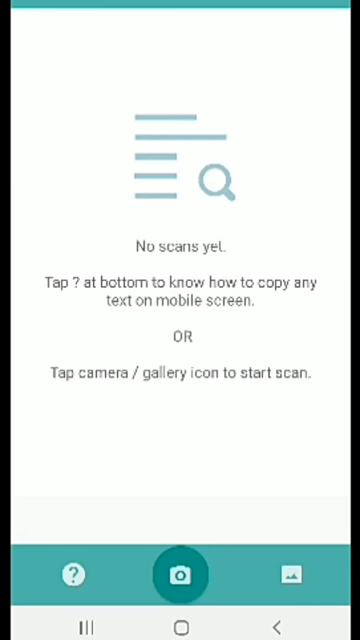 No scans yet.
Tap ? at bottom to know how to copy any
text on mobile screen.
OR
Tap camera / gallery icon to start scan.